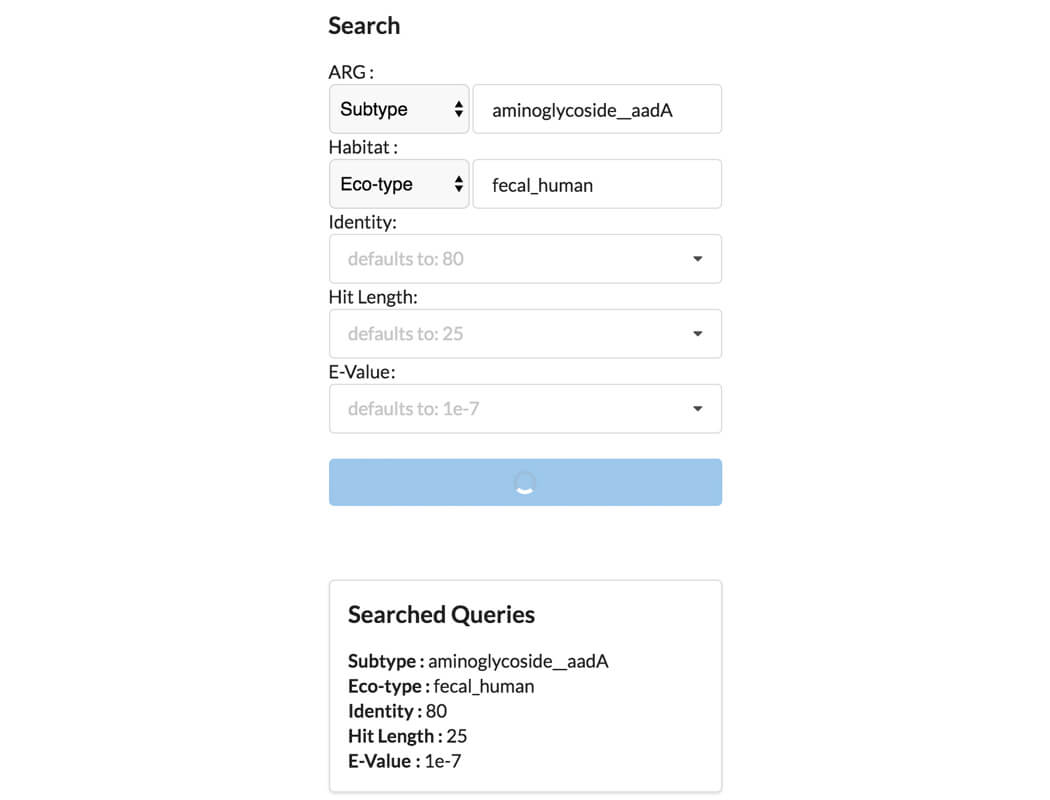 Search
ARG :
Subtype aminoglycoside__aadA
Habitat :
Eco-type fecal_human
Identity:
defaults to: 80
Hit Length:
defaults to: 25
E-Value:
defaults to: 1e-7
Searched Queries
Subtype : aminoglycoside__aadA
Eco-type : fecal_human
Identity : 80
Hit Length : 25
E-Value : 1e-7